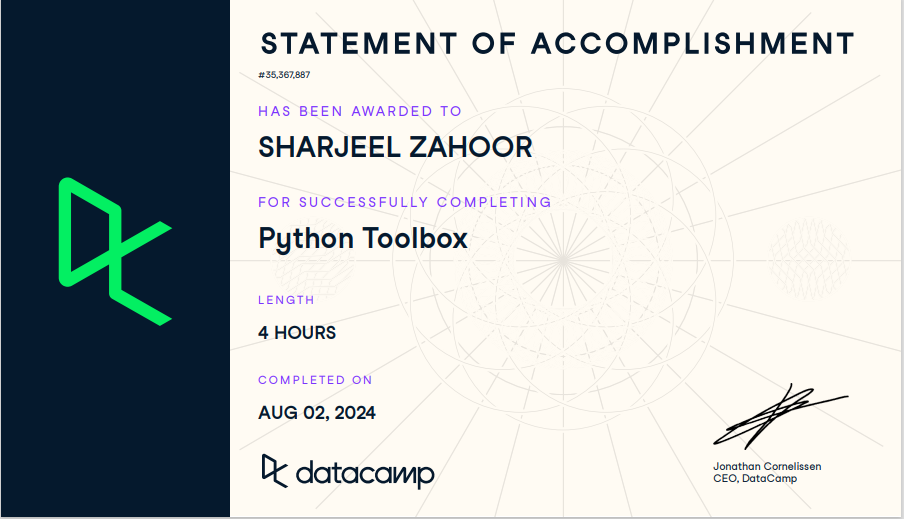 STATEMENT OF ACCOMPLISHMENT
#35,367,887
HAS BEEN AWARDED TO
SHARJEEL ZAHOOR
FOR SUCCESSFULLY COMPLETING
Python Toolbox
LENGTH
4 HOURS
COMPLETED ON
AUG 02, 2024
datacamp
Jonathan Cornelissen
CEO, DataCamp